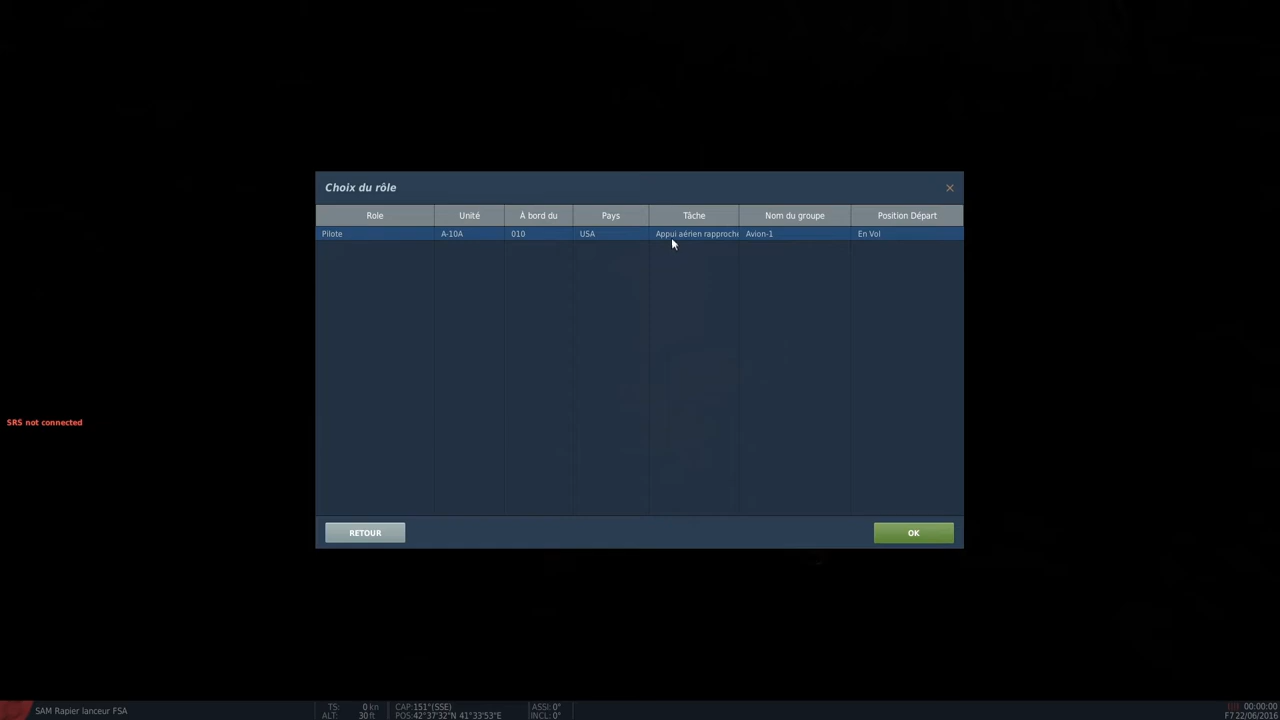 Choix du rôle
Role Unité À bord du Pays Tâche Nom du groupe Position Départ
Pilote A-10A 010 USA Appui aérien rapproché Avion-1 En Vol
SRS not connected
RETOUR OK
SAM Rapier lanceur FSA
TS: 0 kn CAP: 151°(SSE) ASSI: 0° 00:00:00
ALT: 30 ft POS: 42°37'32"N 41°33'53"E INCL: 0° F7 22/06/2016